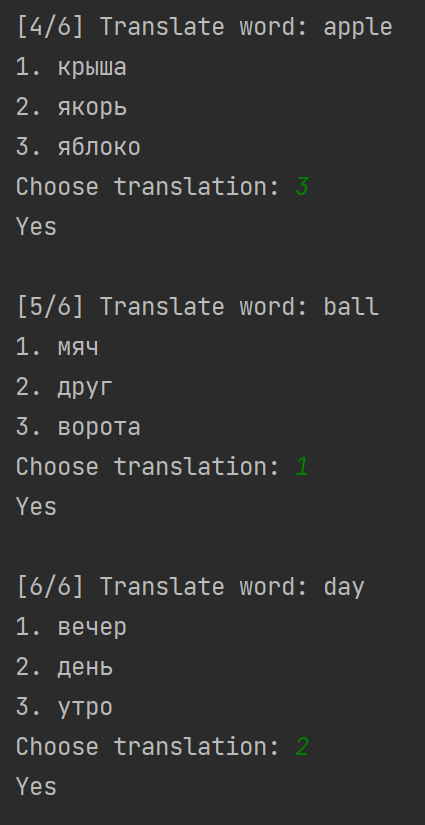 [4/6] Translate word: apple
1. крыша
2. якорь
3. яблоко
Choose translation: 3
Yes
[5/6] Translate word: ball
1. мяч
2. друг
3. ворота
Choose translation: 1
Yes
[6/6] Translate word: day
1. вечер
2. день
3. утро
Choose translation: 2
Yes